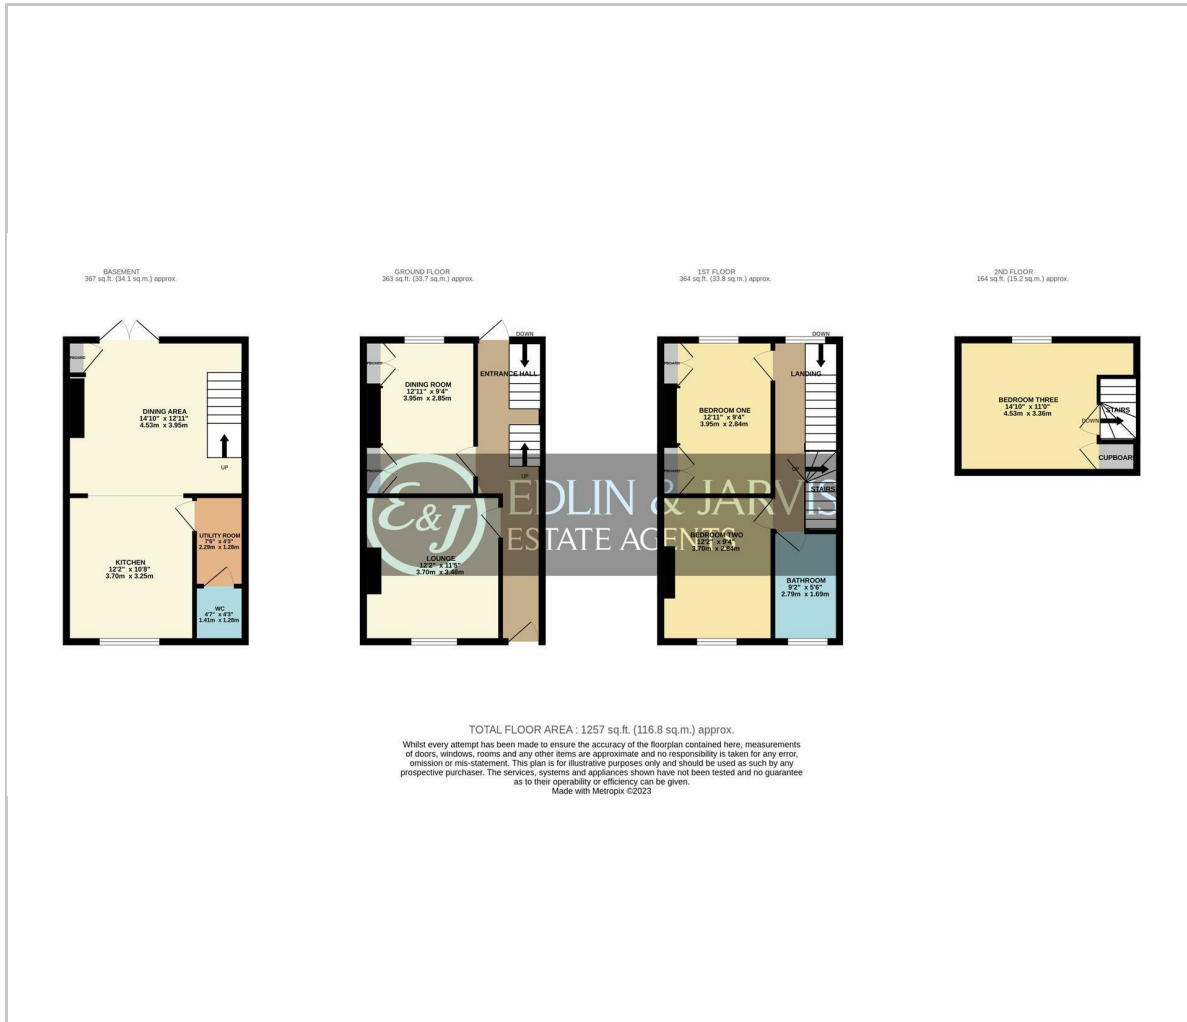 BASEMENT
367 sq.ft. (34.1 sq.m.) approx.
DINING AREA
14'10" x 12'11"
4.53m x 3.95m
UP
UTILITY ROOM
7'6" x 4'3"
2.29m x 1.28m
KITCHEN
12'2" x 10'8"
3.70m x 3.25m
WC
4'7" x 4'3"
1.41m x 1.28m
GROUND FLOOR
363 sq.ft. (33.7 sq.m.) approx.
DOWN
ENTRANCE HALL
DINING ROOM
12'11" x 9'4"
3.95m x 2.85m
UP
LOUNGE
12'2" x 11'5"
3.70m x 3.48m
E&J
EDLIN & JARVIS
ESTATE AGENTS
1ST FLOOR
364 sq.ft. (33.8 sq.m.) approx.
DOWN
LANDING
BEDROOM ONE
12'11" x 9'4"
3.95m x 2.84m
UP
STAIRS
BEDROOM TWO
12'2" x 9'4"
3.70m x 2.84m
BATHROOM
9'2" x 5'6"
2.79m x 1.69m
2ND FLOOR
164 sq.ft. (15.2 sq.m.) approx.
BEDROOM THREE
14'10" x 11'0"
4.53m x 3.36m
STAIRS
DOWN
CUPBOARD
TOTAL FLOOR AREA : 1257 sq.ft. (116.8 sq.m.) approx.
Whilst every attempt has been made to ensure the accuracy of the floorplan contained here, measurements
of doors, windows, rooms and any other items are approximate and no responsibility is taken for any error,
omission or mis-statement. This plan is for illustrative purposes only and should be used as such by any
prospective purchaser. The services, systems and appliances shown have not been tested and no guarantee
as to their operability or efficiency can be given.
Made with Metropix ©2023